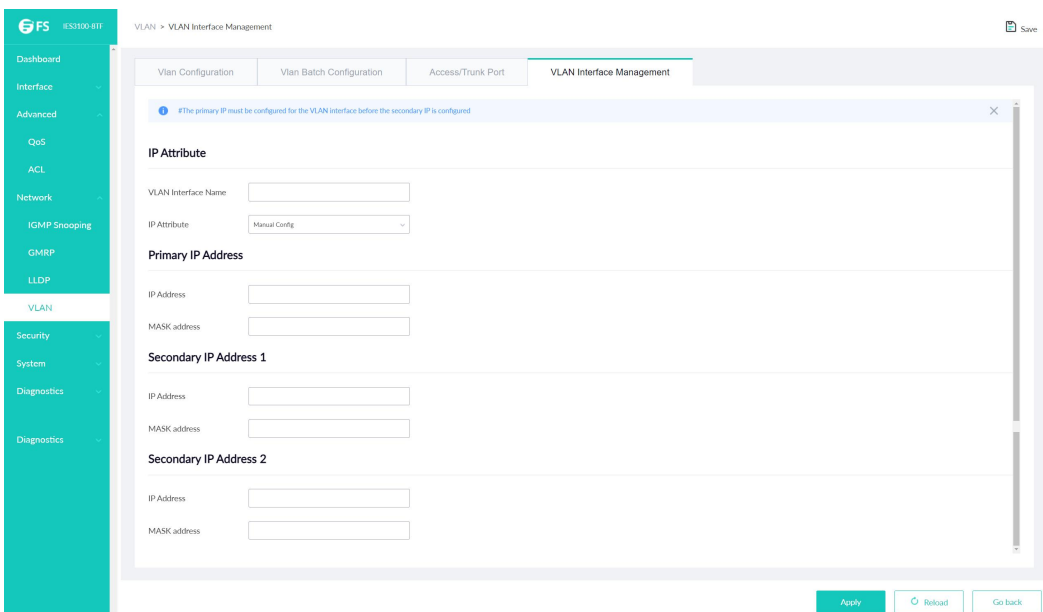 FS IES3100-8TF
VLAN > VLAN Interface Management
Save
Dashboard
Interface
Advanced
QoS
ACL
Network
IGMP Snooping
GMRP
LLDP
VLAN
Security
System
Diagnostics
Diagnostics
Vlan Configuration
Vlan Batch Configuration
Access/Trunk Port
VLAN Interface Management
#The primary IP must be configured for the VLAN interface before the secondary IP is configured
IP Attribute
VLAN Interface Name
IP Attribute
Manual Config
Primary IP Address
IP Address
MASK address
Secondary IP Address 1
IP Address
MASK address
Secondary IP Address 2
IP Address
MASK address
Apply
Reload
Go back